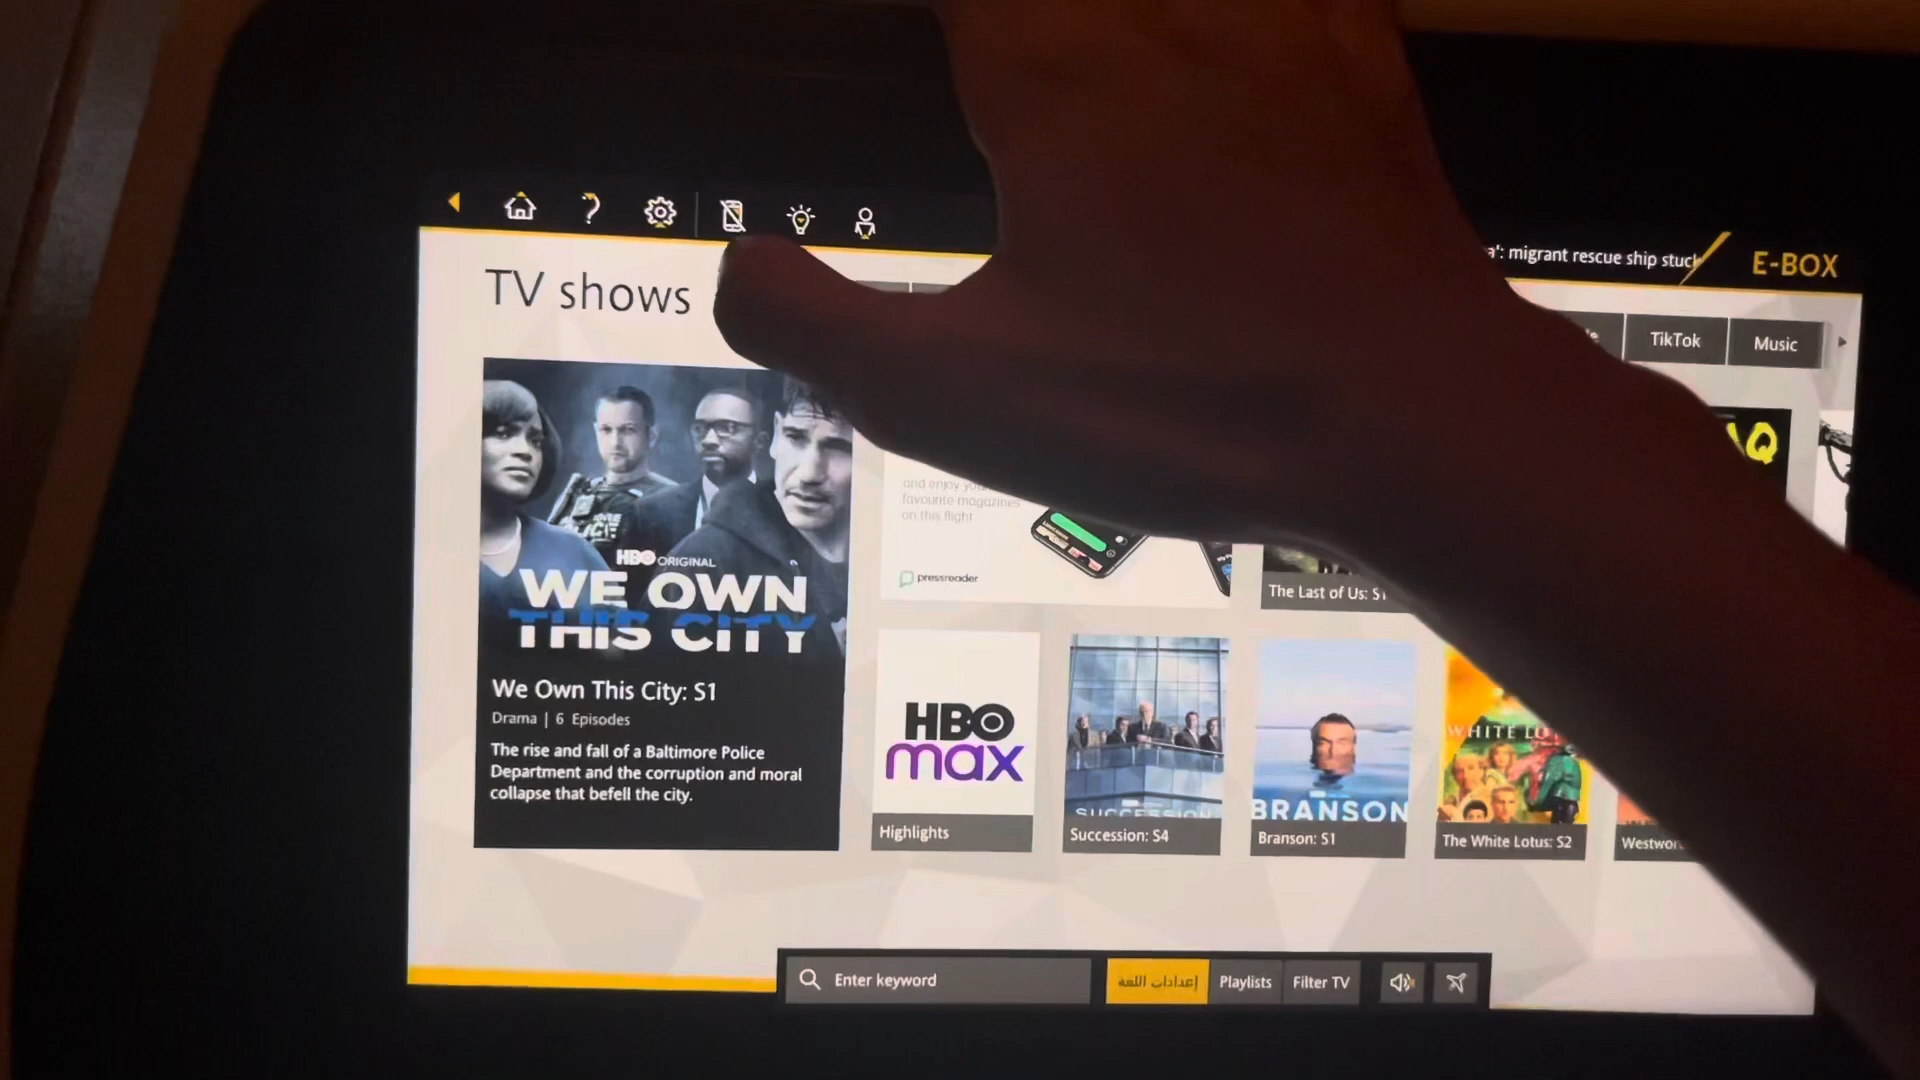 migrant rescue ship
E-BOX
TV shows
TikTok
Music
and enjoy
favourite magazines
on this flight
pressreader
HBO ORIGINAL
WE OWN
THIS CITY
We Own This City: S1
Drama | 6 Episodes
The rise and fall of a Baltimore Police
Department and the corruption and moral
collapse that befell the city.
POLICE
The Last of Us: S1
HBO
max
Highlights
SUCCESSION
Succession: S4
BRANSON
Branson: S1
WHITE
The White Lotus: S2
Enter keyword
إعدادات اللغة
Playlists
Filter TV